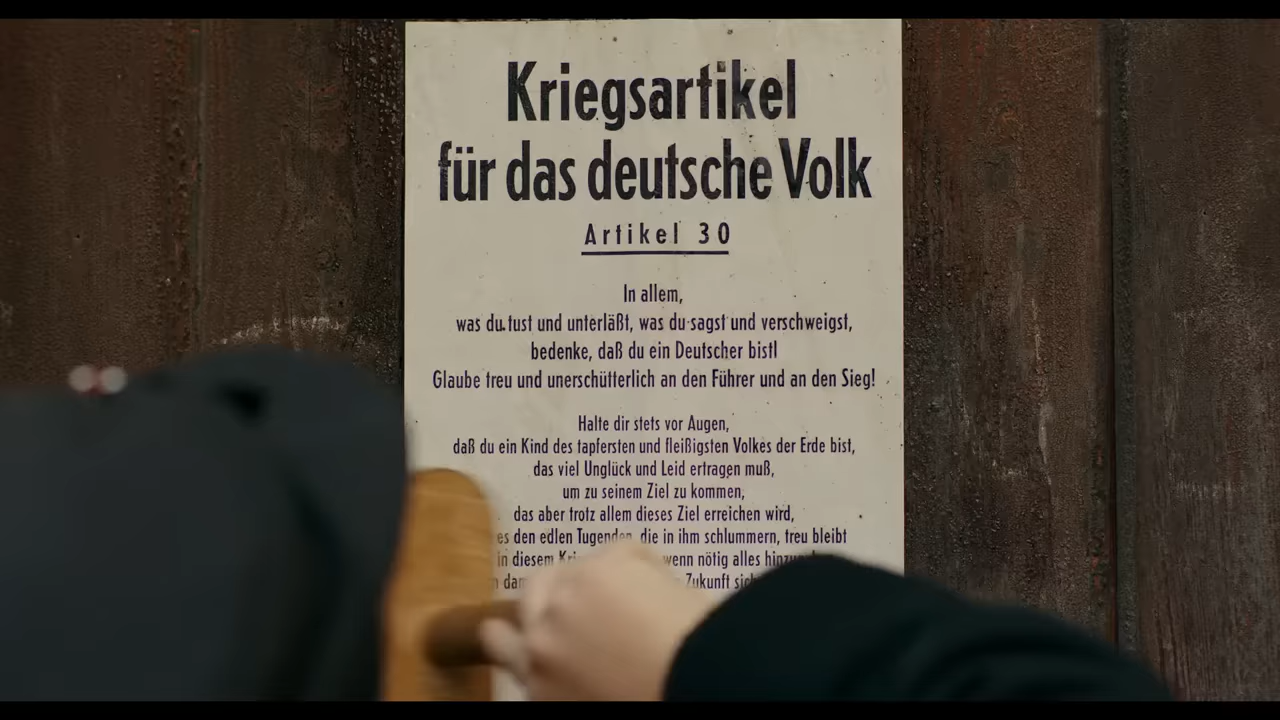 Kriegsartikel
für das deutsche Volk
Artikel 30
In allem,
was du tust und unterläßt, was du sagst und verschweigst,
bedenke, daß du ein Deutscher bist!
Glaube treu und unerschütterlich an den Führer und an den Sieg!
Halte dir stets vor Augen,
daß du ein Kind des tapfersten und fleißigsten Volkes der Erde bist,
das viel Unglück und Leid ertragen muß,
um zu seinem Ziel zu kommen,
das aber trotz allem dieses Ziel erreichen wird,
es den edlen Tugenden, die in ihm schlummern, treu bleibt
in diesem wenn nötig alles
Zukunft